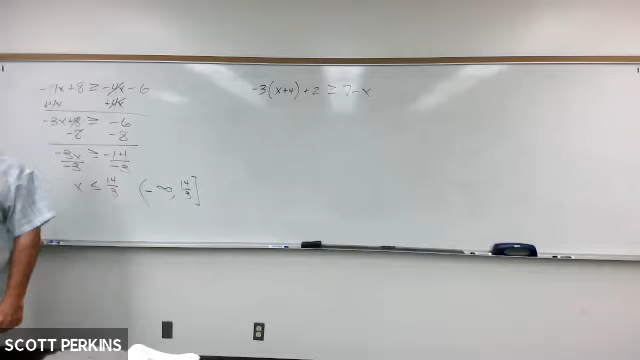 -7x+8 ≥ -4x-6
+4x +4x
-3x+8 ≥ -6
-8 -8
-3x ≥ -14
-3 -3
x ≤ 14/3 (-∞, 14/3]
-3(x+4)+2 ≥ 7-x
SCOTT PERKINS